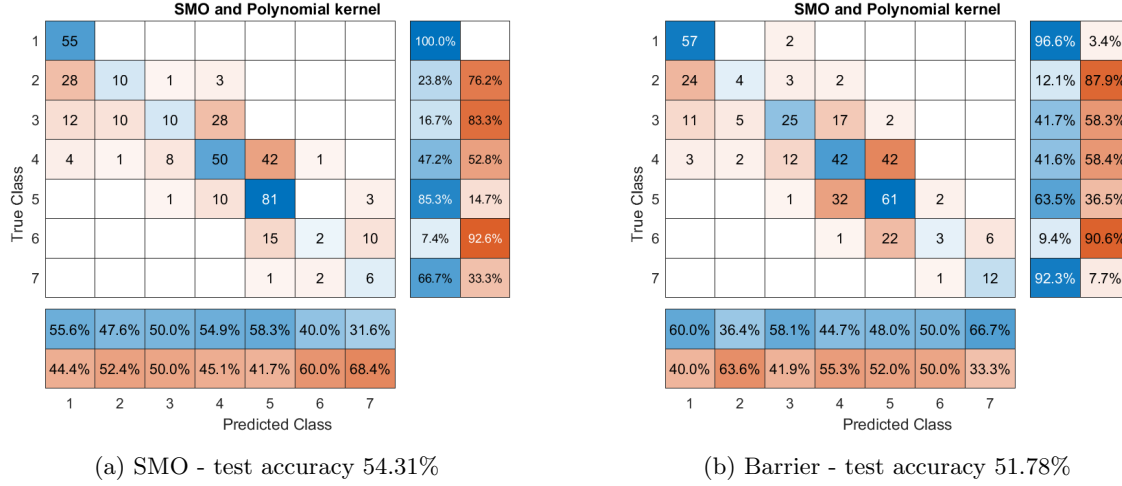 SMO and Polynomial kernel
True Class
1 55 100.0%
2 28 10 1 3 23.8% 76.2%
3 12 10 10 28 16.7% 83.3%
4 4 1 8 50 42 1 47.2% 52.8%
5 1 10 81 3 85.3% 14.7%
6 15 2 10 7.4% 92.6%
7 1 2 6 66.7% 33.3%
55.6% 47.6% 50.0% 54.9% 58.3% 40.0% 31.6%
44.4% 52.4% 50.0% 45.1% 41.7% 60.0% 68.4%
1 2 3 4 5 6 7
Predicted Class
(a) SMO - test accuracy 54.31%
SMO and Polynomial kernel
True Class
1 57 2 96.6% 3.4%
2 24 4 3 2 12.1% 87.9%
3 11 5 25 17 2 41.7% 58.3%
4 3 2 12 42 42 41.6% 58.4%
5 1 32 61 2 63.5% 36.5%
6 1 22 3 6 9.4% 90.6%
7 1 12 92.3% 7.7%
60.0% 36.4% 58.1% 44.7% 48.0% 50.0% 66.7%
40.0% 63.6% 41.9% 55.3% 52.0% 50.0% 33.3%
1 2 3 4 5 6 7
Predicted Class
(b) Barrier - test accuracy 51.78%